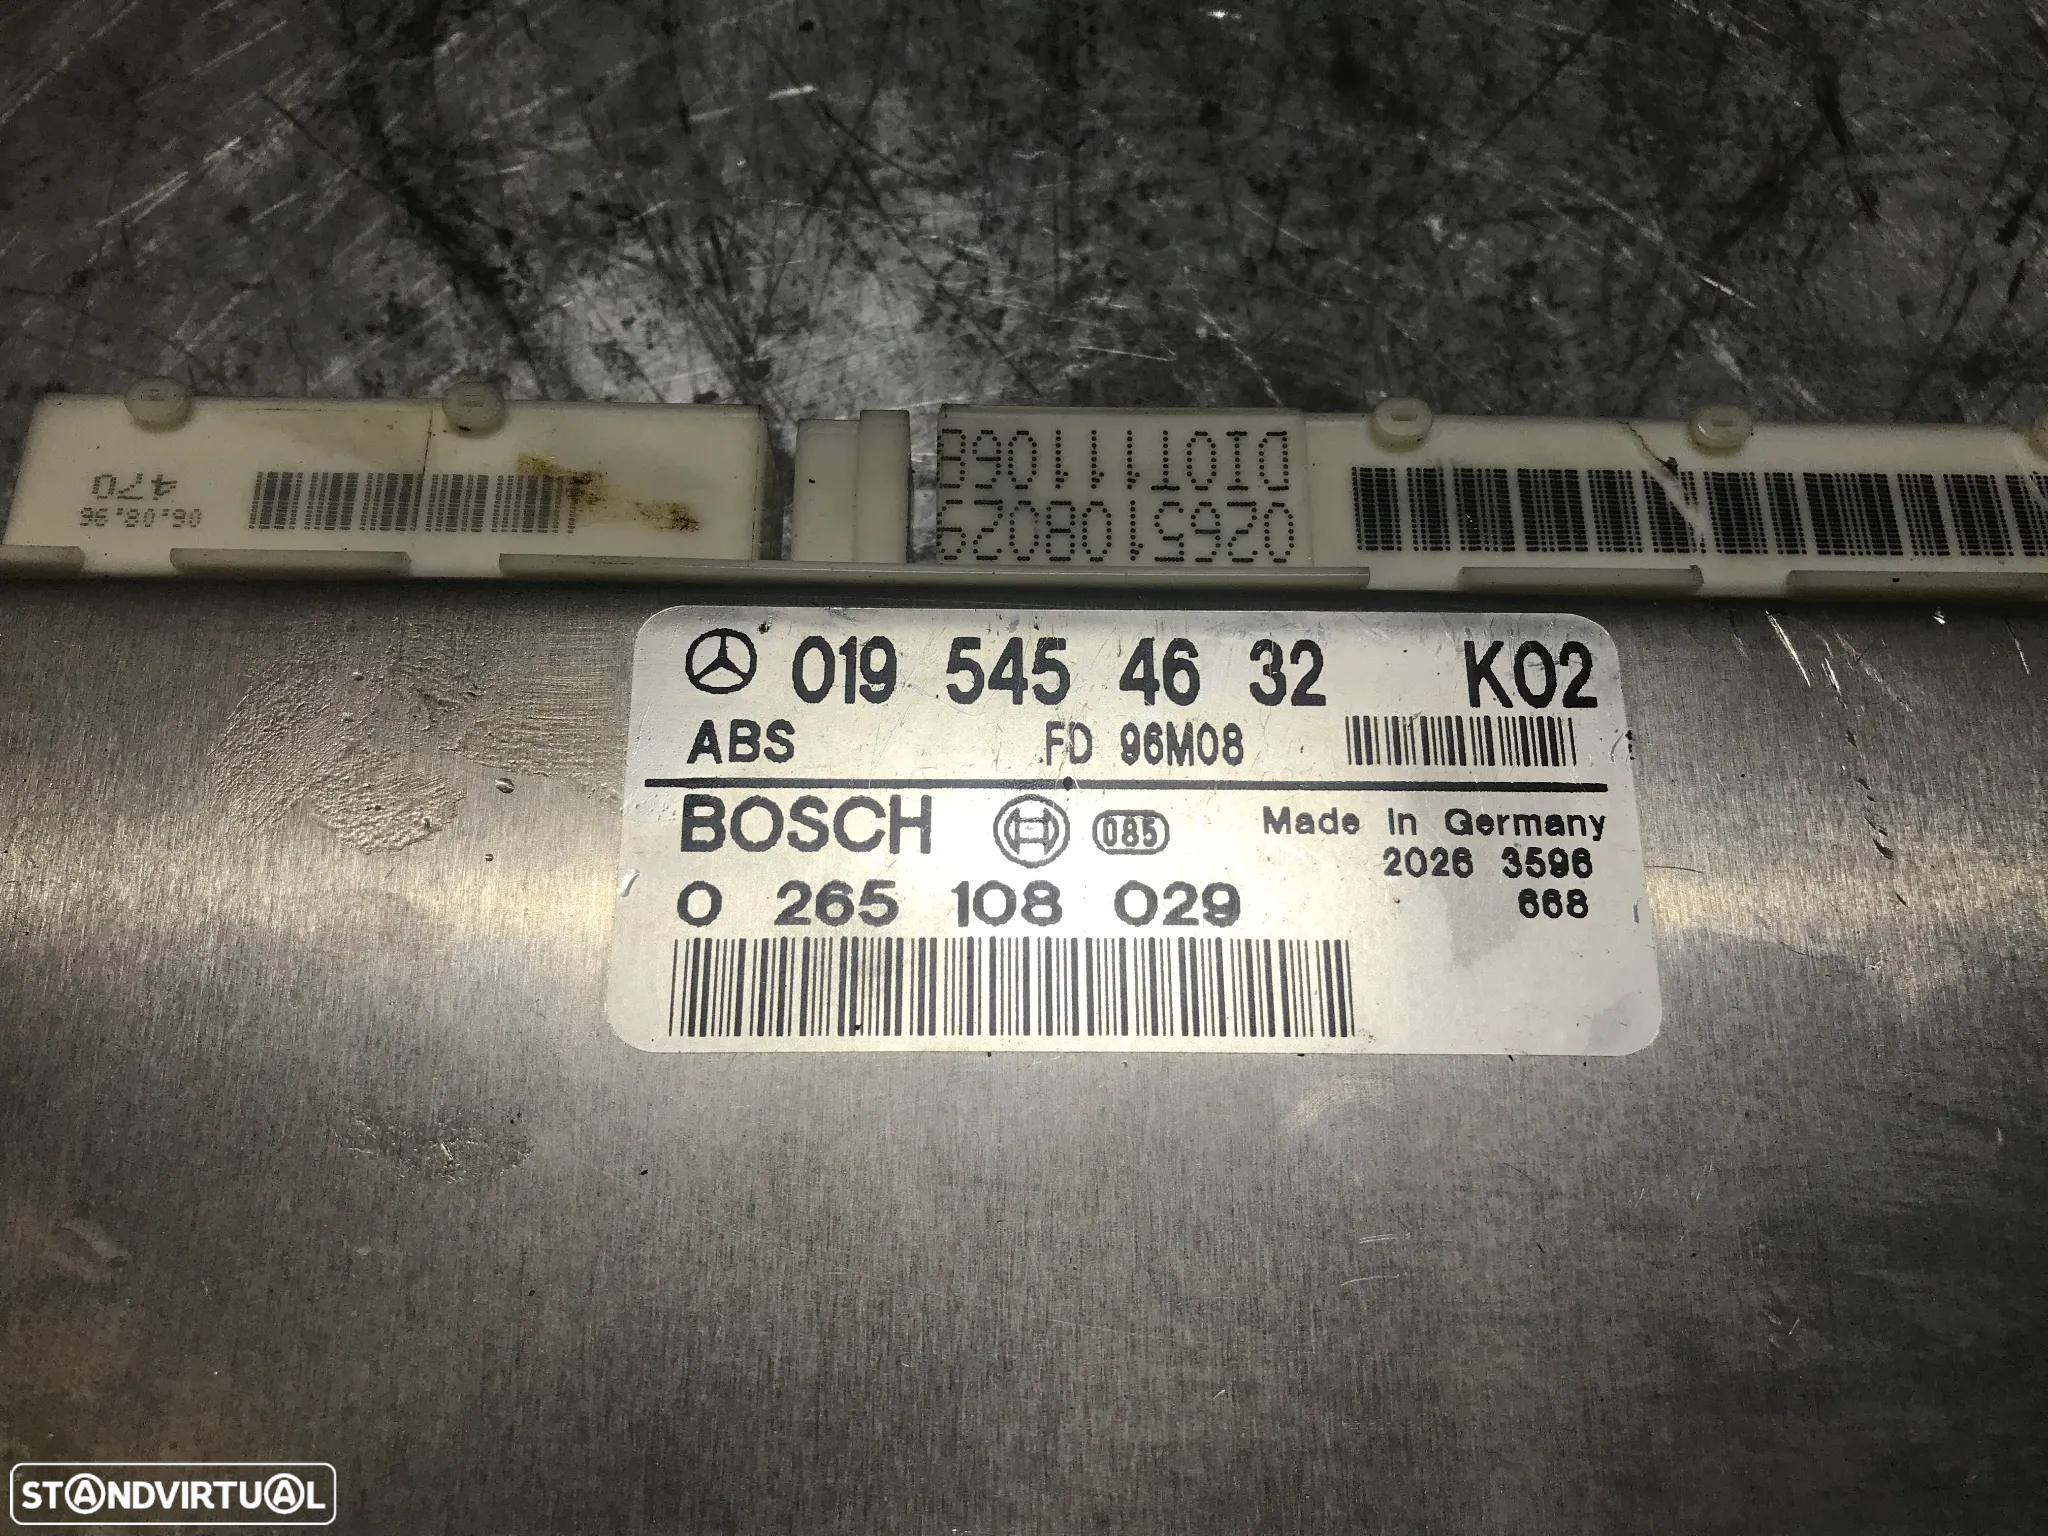 470
06.08.96
DIOT11106E
0265108029
019 545 46 32 K02
ABS FD 96M08
BOSCH 085 Made in Germany
2026 3596
0 265 108 029 668
STANDVIRTUAL